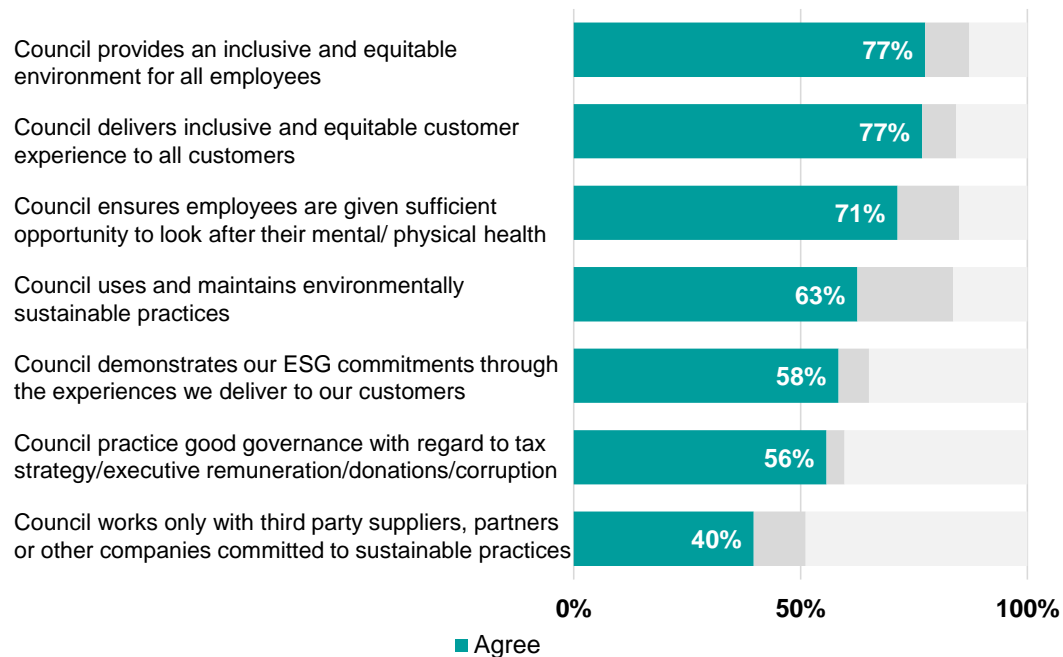 Council provides an inclusive and equitable
environment for all employees
77%
Council delivers inclusive and equitable customer
experience to all customers
77%
Council ensures employees are given sufficient
opportunity to look after their mental/ physical health
71%
Council uses and maintains environmentally
sustainable practices
63%
Council demonstrates our ESG commitments through
the experiences we deliver to our customers
58%
Council practice good governance with regard to tax
strategy/executive remuneration/donations/corruption
56%
Council works only with third party suppliers, partners
or other companies committed to sustainable practices
40%
0% 50% 100%
Agree